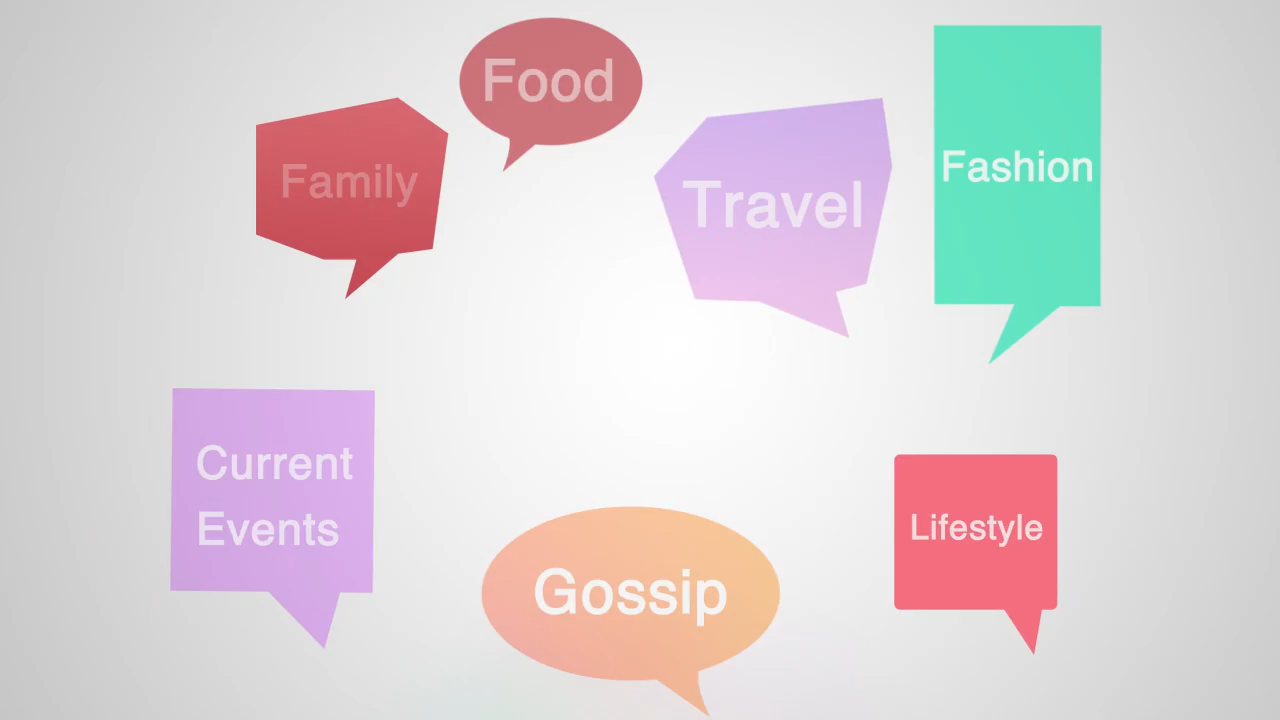 Food
Family
Travel
Fashion
Current
Events
Gossip
Lifestyle